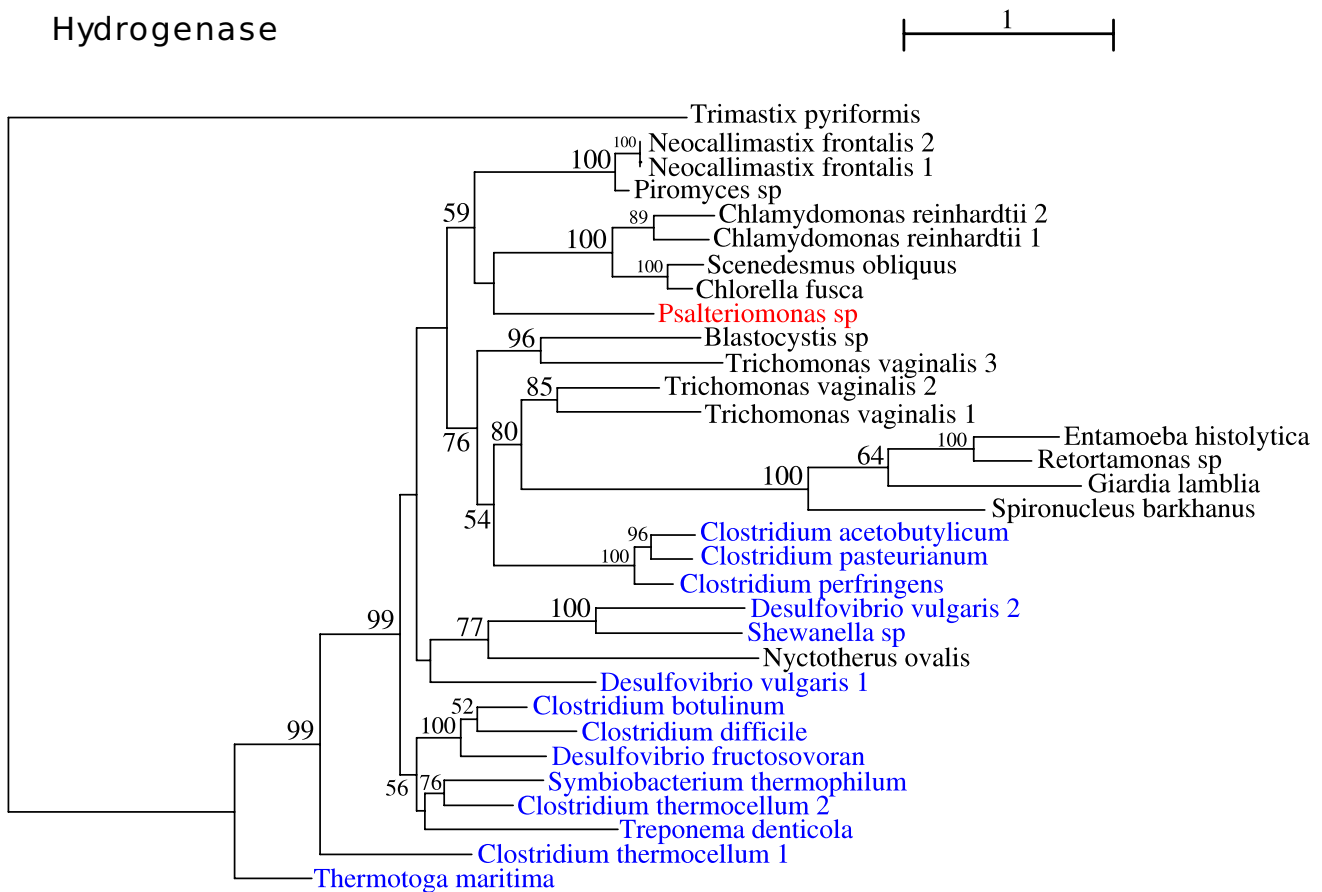 Hydrogenase
1
Trimastix pyriformis
100 Neocallimastix frontalis 2
100
Neocallimastix frontalis 1
Piromyces sp
59
89 Chlamydomonas reinhardtii 2
100 Chlamydomonas reinhardtii 1
100 Scenedesmus obliquus
Chlorella fusca
Psalteriomonas sp
96 Blastocystis sp
Trichomonas vaginalis 3
85 Trichomonas vaginalis 2
Trichomonas vaginalis 1
76 80
100 Entamoeba histolytica
64 Retortamonas sp
100 Giardia lamblia
Spironucleus barkhanus
54
96 Clostridium acetobutylicum
100 Clostridium pasteurianum
Clostridium perfringens
100 Desulfovibrio vulgaris 2
99 77 Shewanella sp
Nyctotherus ovalis
Desulfovibrio vulgaris 1
52 Clostridium botulinum
99 100 Clostridium difficile
Desulfovibrio fructosovoran
56 76 Symbiobacterium thermophilum
Clostridium thermocellum 2
Treponema denticola
Clostridium thermocellum 1
Thermotoga maritima